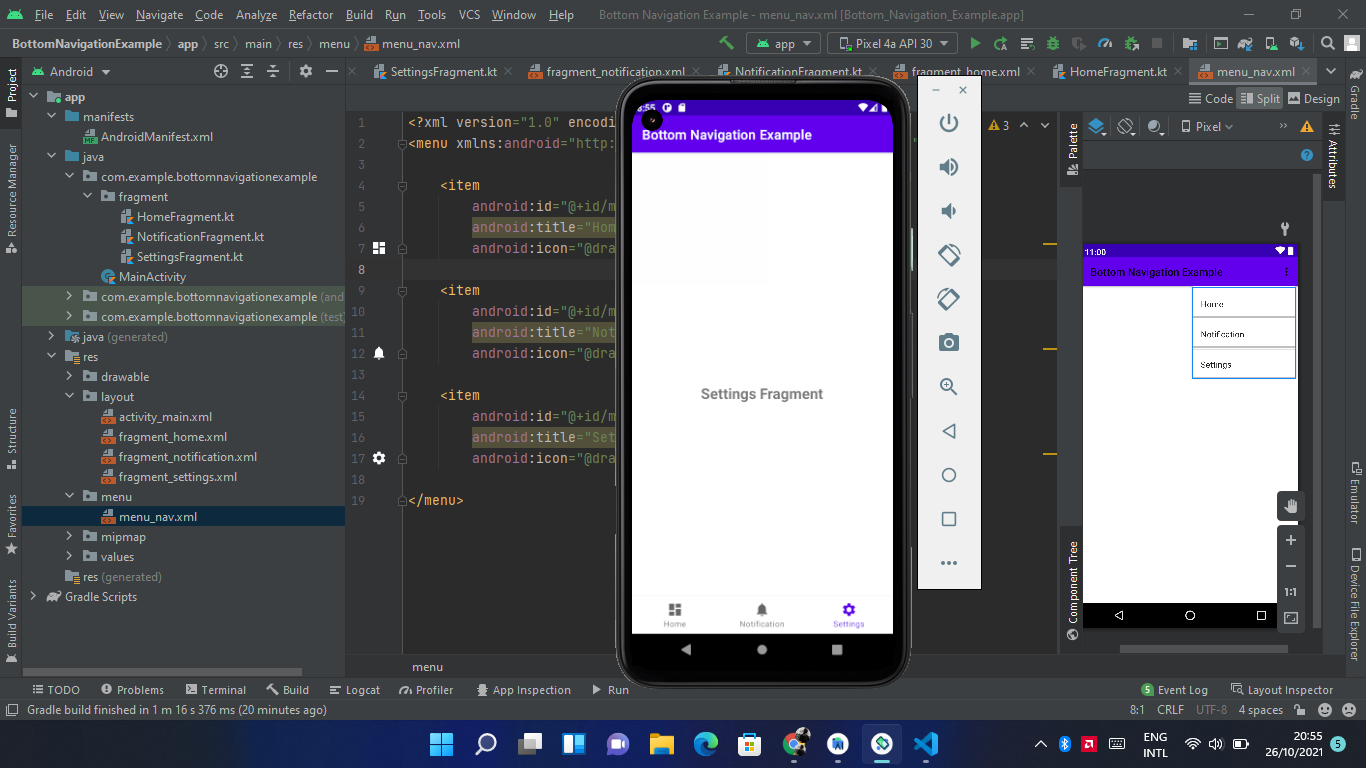 File Edit View Navigate Code Analyze Refactor Build Run Tools VCS Window Help Bottom Navigation Example - menu_nav.xml [Bottom_Navigation_Example.app]
BottomNavigationExample app src main res menu menu_nav.xml app Pixel 4a API 30
Android SettingsFragment.kt fragment_notification.xml NotificationFragment.kt fragment_home.xml HomeFragment.kt menu_nav.xml
Code Split Design
Project
Resource Manager
Structure
Favorites
Build Variants
app
manifests
AndroidManifest.xml
java
com.example.bottomnavigationexample
fragment
HomeFragment.kt
NotificationFragment.kt
SettingsFragment.kt
MainActivity
com.example.bottomnavigationexample (and
com.example.bottomnavigationexample (test)
java (generated)
res
drawable
layout
activity_main.xml
fragment_home.xml
fragment_notification.xml
fragment_settings.xml
menu
menu_nav.xml
mipmap
values
res (generated)
Gradle Scripts
1 <?xml version="1.0" encodi
2 <menu xmlns:android="http:
3
4 <item
5 android:id="@+id/m
6 android:title="Hom
7 android:icon="@dra
8
9 <item
10 android:id="@+id/m
11 android:title="Not
12 android:icon="@dra
13
14 <item
15 android:id="@+id/m
16 android:title="Set
17 android:icon="@dra
18
19 </menu>
menu
3
8:55
Bottom Navigation Example
Settings Fragment
Home Notification Settings
Palette
Pixel
Component Tree
11:00
Bottom Navigation Example
Home
Notification
Settings
1:1
Gradle
Attributes
Emulator
Device File Explorer
TODO Problems Terminal Build Logcat Profiler App Inspection Run 5 Event Log Layout Inspector
Gradle build finished in 1 m 16 s 376 ms (20 minutes ago) 8:1 CRLF UTF-8 4 spaces
ENG
INTL
20:55
26/10/2021
5